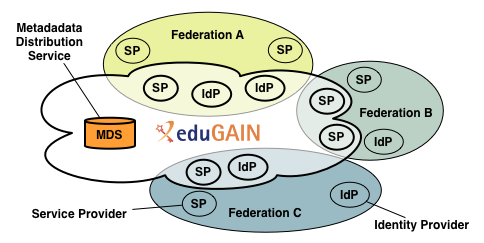 Metadadata
Distribution
Service
Federation A
SP
SP
SP
IdP
IdP
SP
SP
Federation B
SP
IdP
MDS
eduGAIN
SP
IdP
IdP
SP
Service Provider
Federation C
Identity Provider